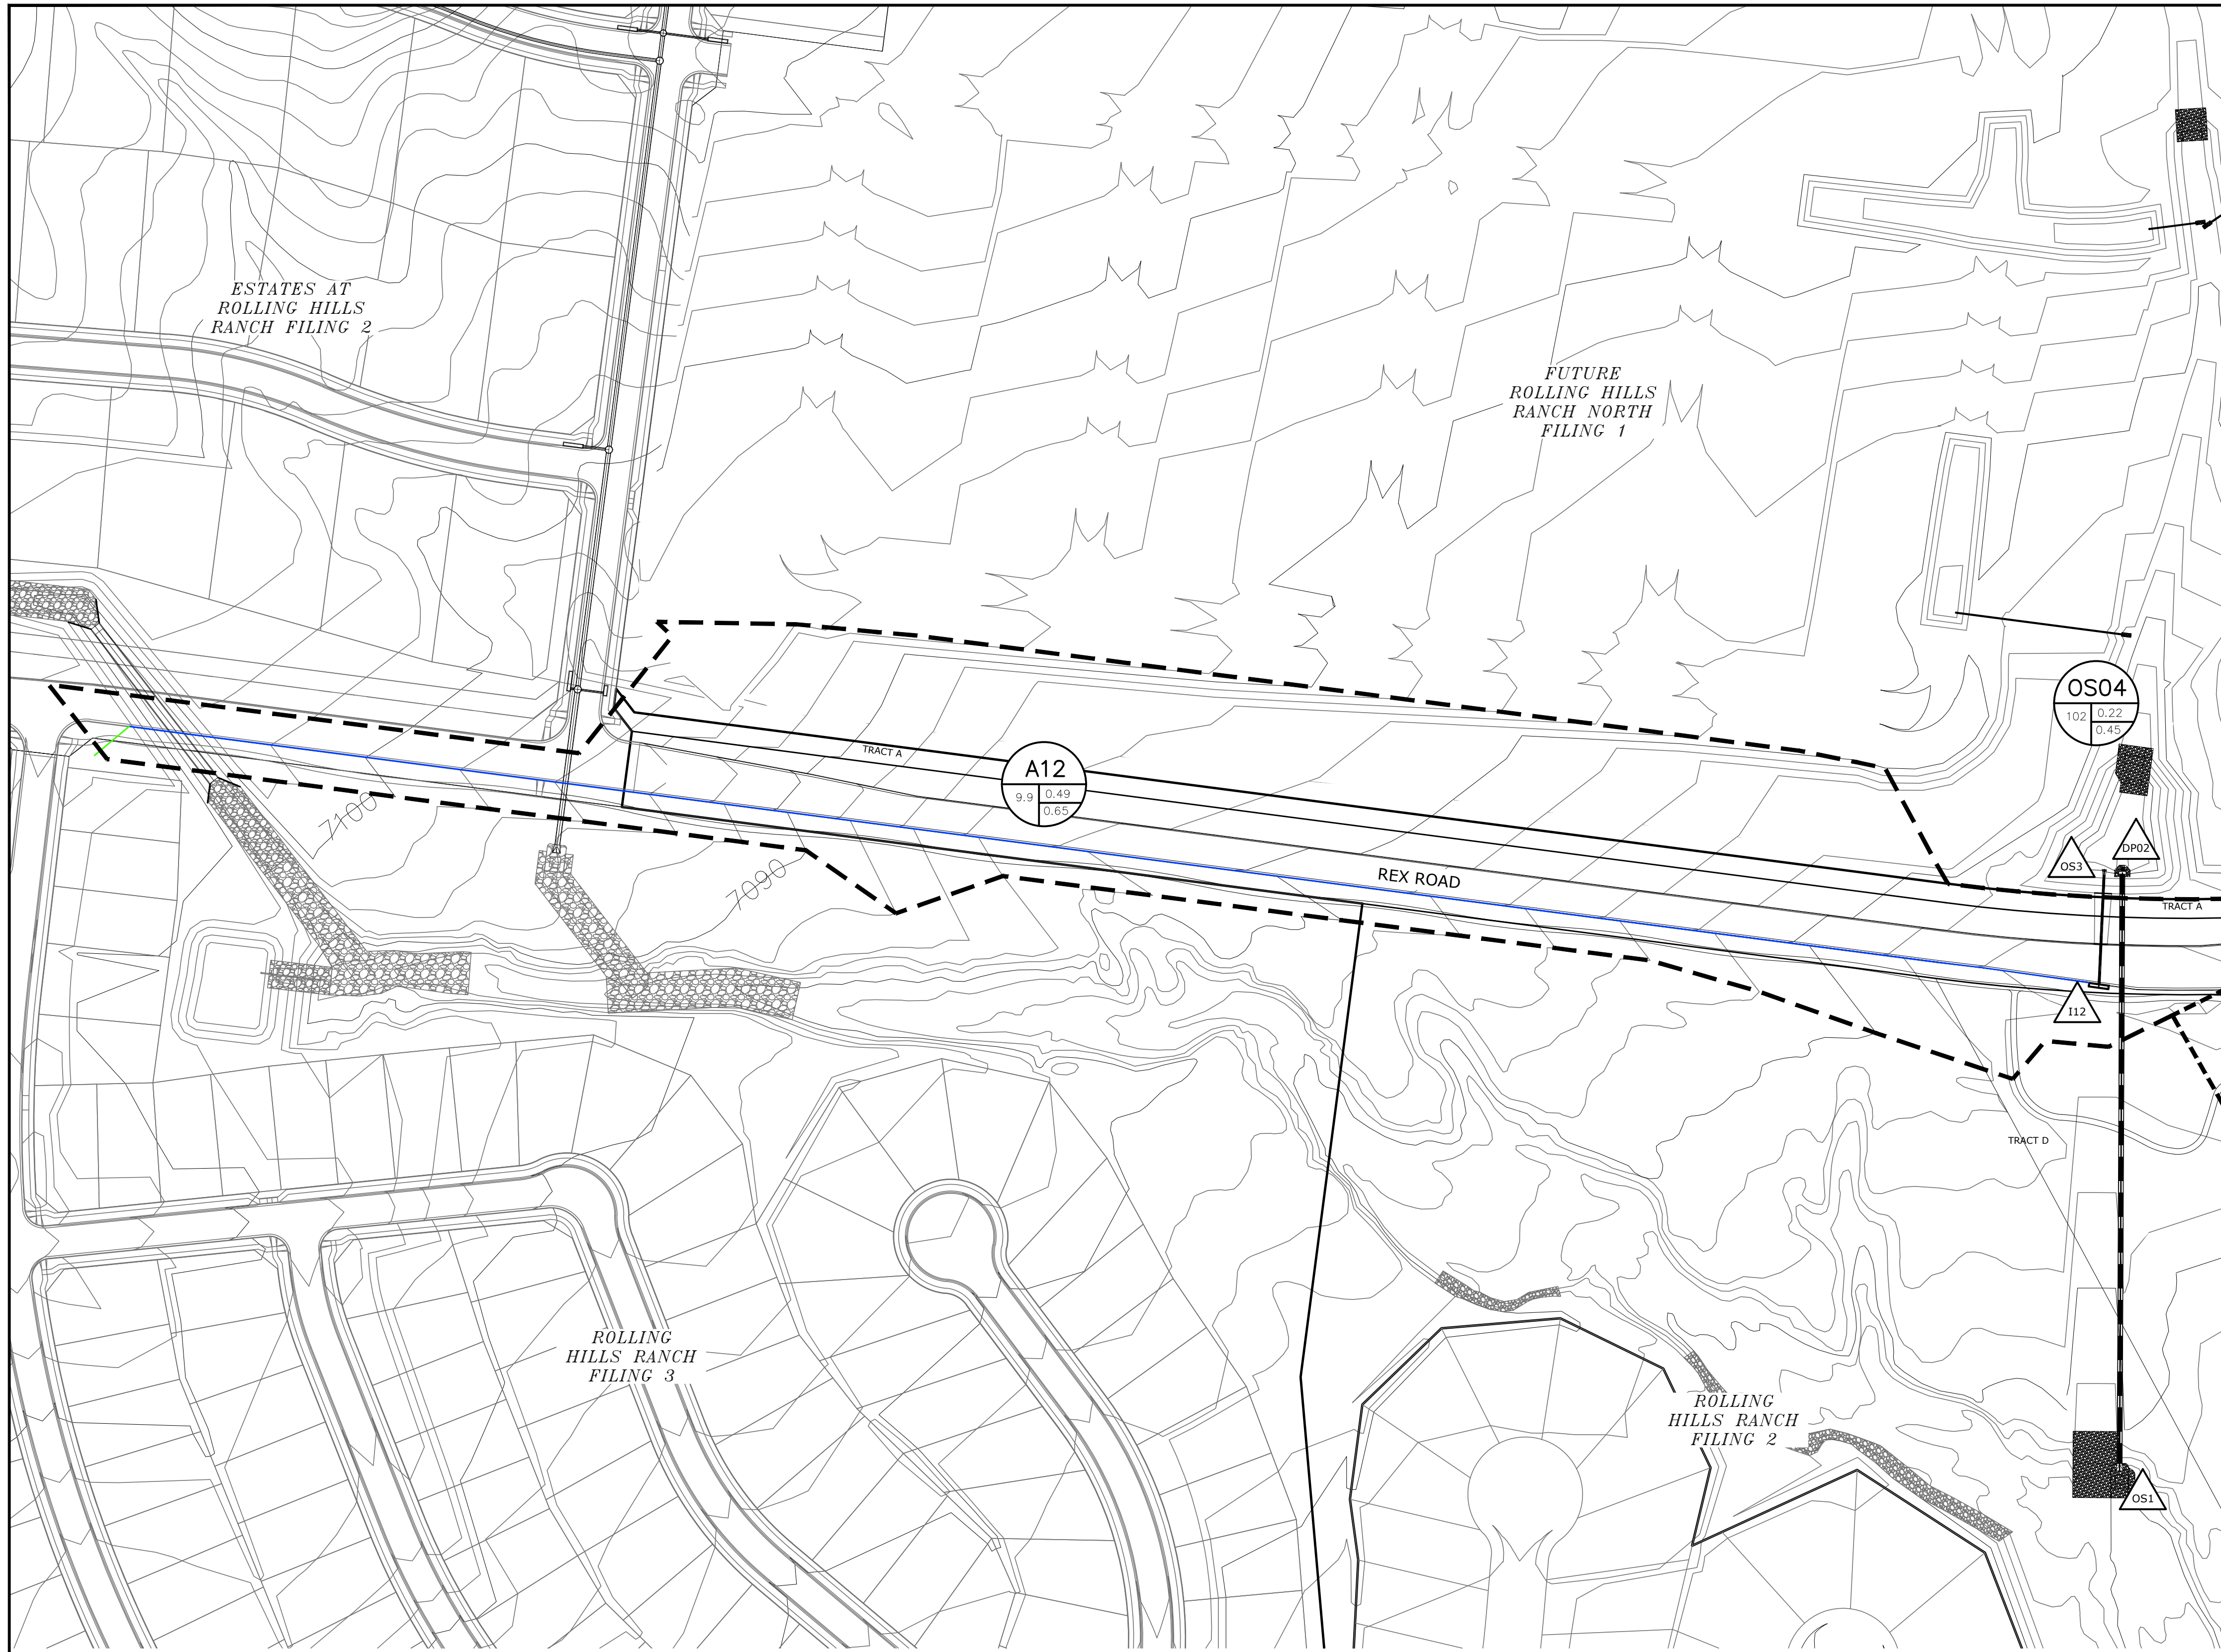 ESTATES AT
ROLLING HILLS
RANCH FILING 2
FUTURE
ROLLING HILLS
RANCH NORTH
FILING 1
OS04
102
0.22
0.45
TRACT A
A12
9.9
0.49
0.65
7100
7090
REX ROAD
OS3
DP02
TRACT A
I12
TRACT D
ROLLING
HILLS RANCH
FILING 3
ROLLING
HILLS RANCH
FILING 2
OS1